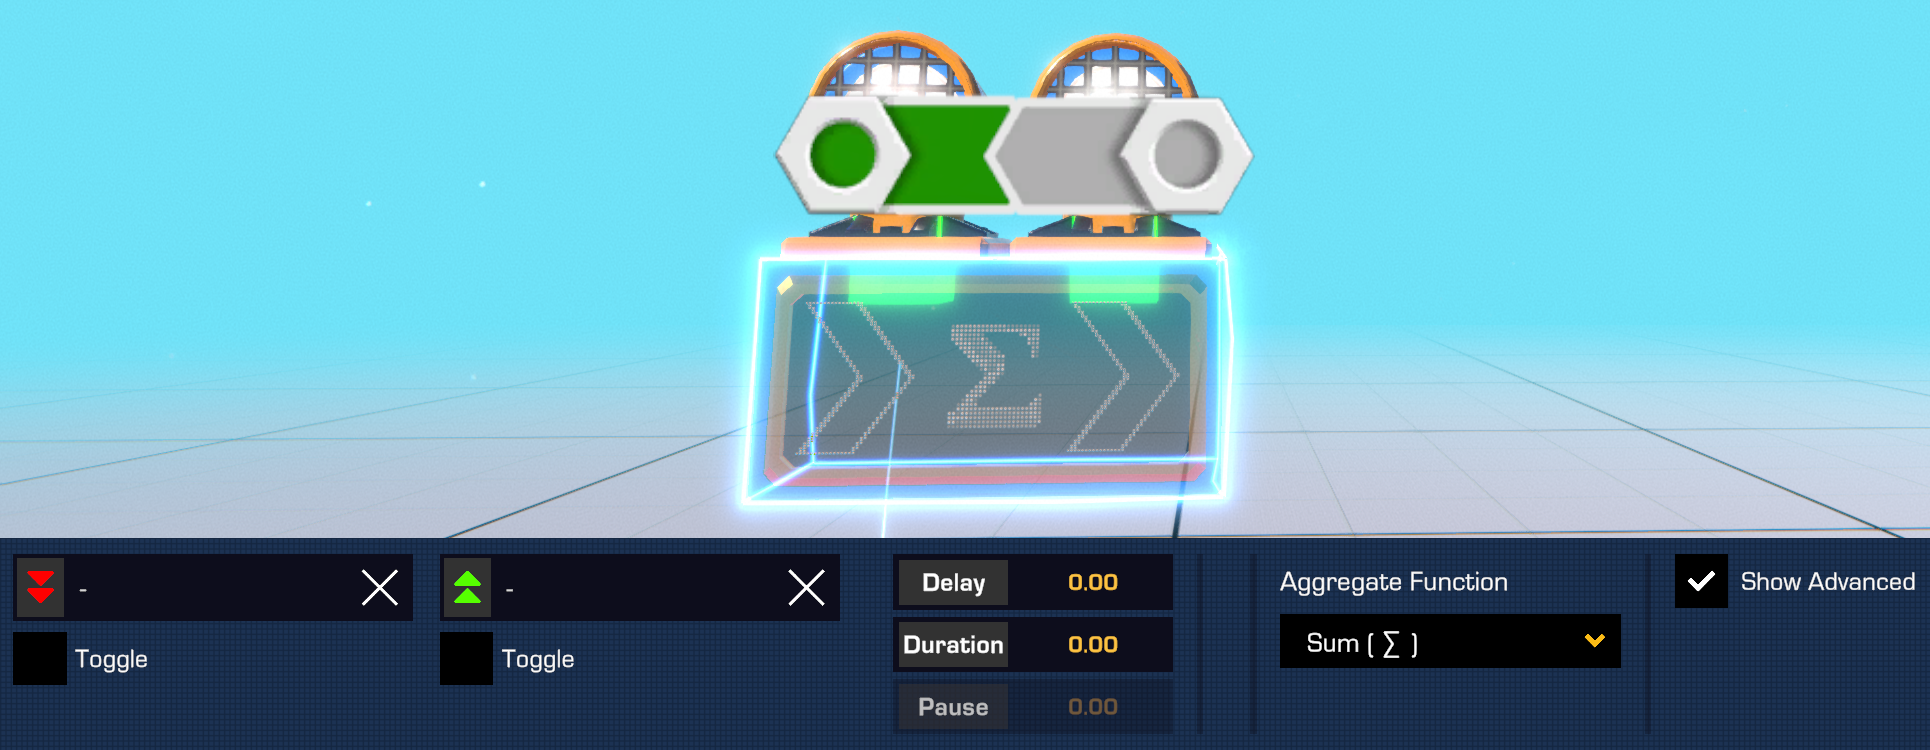 Σ
-
Toggle
-
Toggle
Delay 0.00
Duration 0.00
Pause 0.00
Aggregate Function
Sum ( ∑ )
Show Advanced